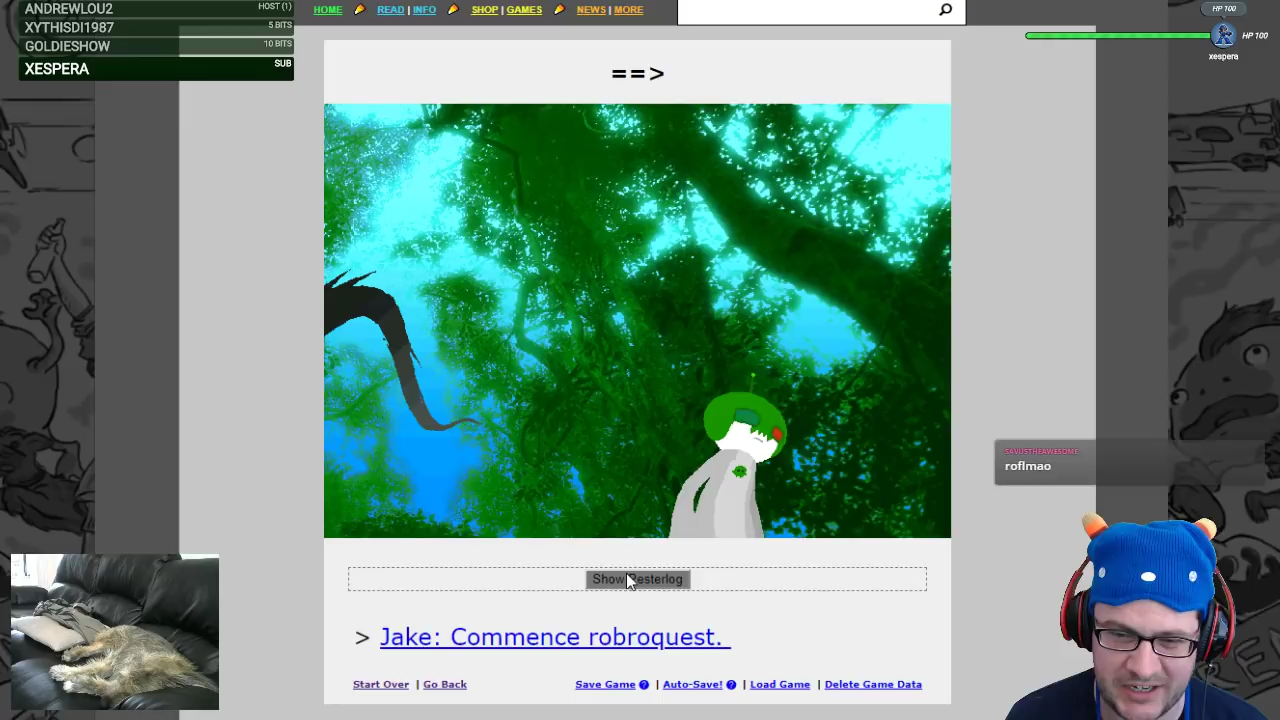 ANDREWLOU2 HOST (1)
XYTHISDI1987 5 BITS
GOLDIESHOW 10 BITS
XESPERA SUB
HOME READ | INFO SHOP | GAMES NEWS | MORE
HP 100
HP 100
xespera
==>
SAVUSTHEAWESOME
roflmao
Show Pesterlog
> Jake: Commence robroquest.
Start Over | Go Back Save Game ? | Auto-Save! ? | Load Game | Delete Game Data